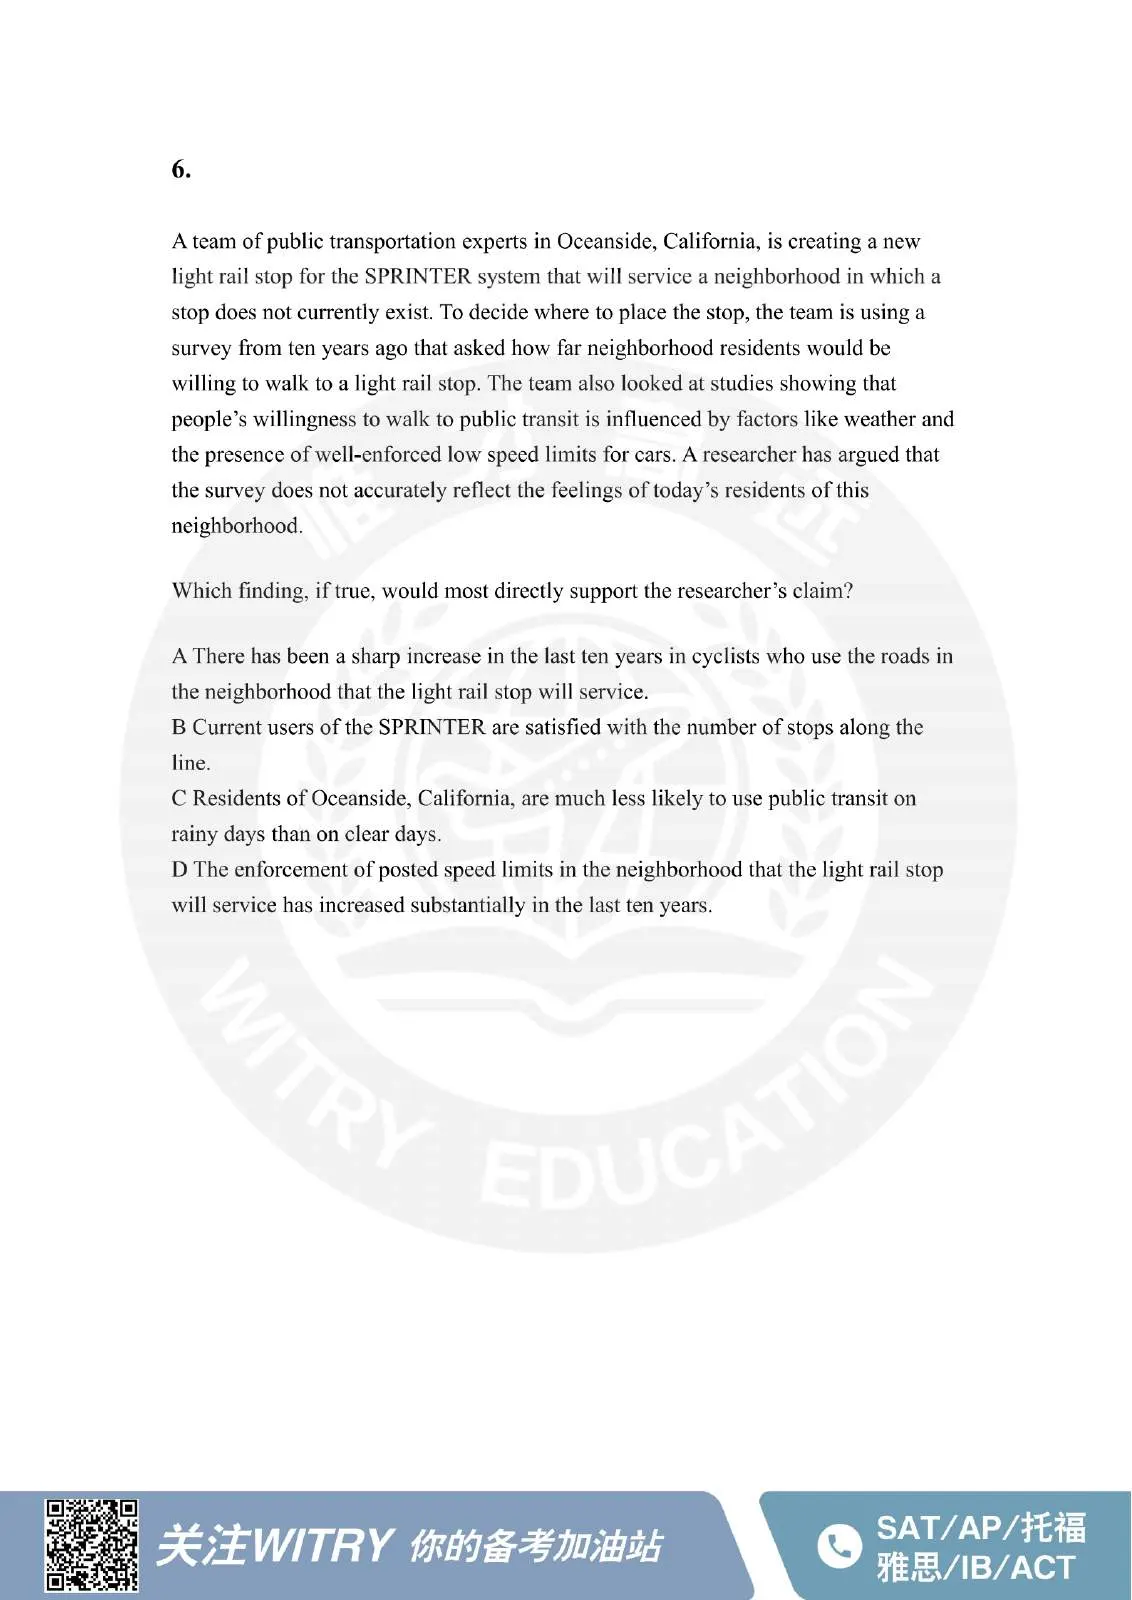 6.
A team of public transportation experts in Oceanside, California, is creating a new
light rail stop for the SPRINTER system that will service a neighborhood in which a
stop does not currently exist. To decide where to place the stop, the team is using a
survey from ten years ago that asked how far neighborhood residents would be
willing to walk to a light rail stop. The team also looked at studies showing that
people's willingness to walk to public transit is influenced by factors like weather and
the presence of well-enforced low speed limits for cars. A researcher has argued that
the survey does not accurately reflect the feelings of today's residents of this
neighborhood.
Which finding, if true, would most directly support the researcher's claim?
A There has been a sharp increase in the last ten years in cyclists who use the roads in
the neighborhood that the light rail stop will service.
B Current users of the SPRINTER are satisfied with the number of stops along the
line.
C Residents of Oceanside, California, are much less likely to use public transit on
rainy days than on clear days.
D The enforcement of posted speed limits in the neighborhood that the light rail stop
will service has increased substantially in the last ten years.
WITRY EDUCATION
关注WITRY 你的备考加油站
SAT/AP/托福
雅思/IB/ACT